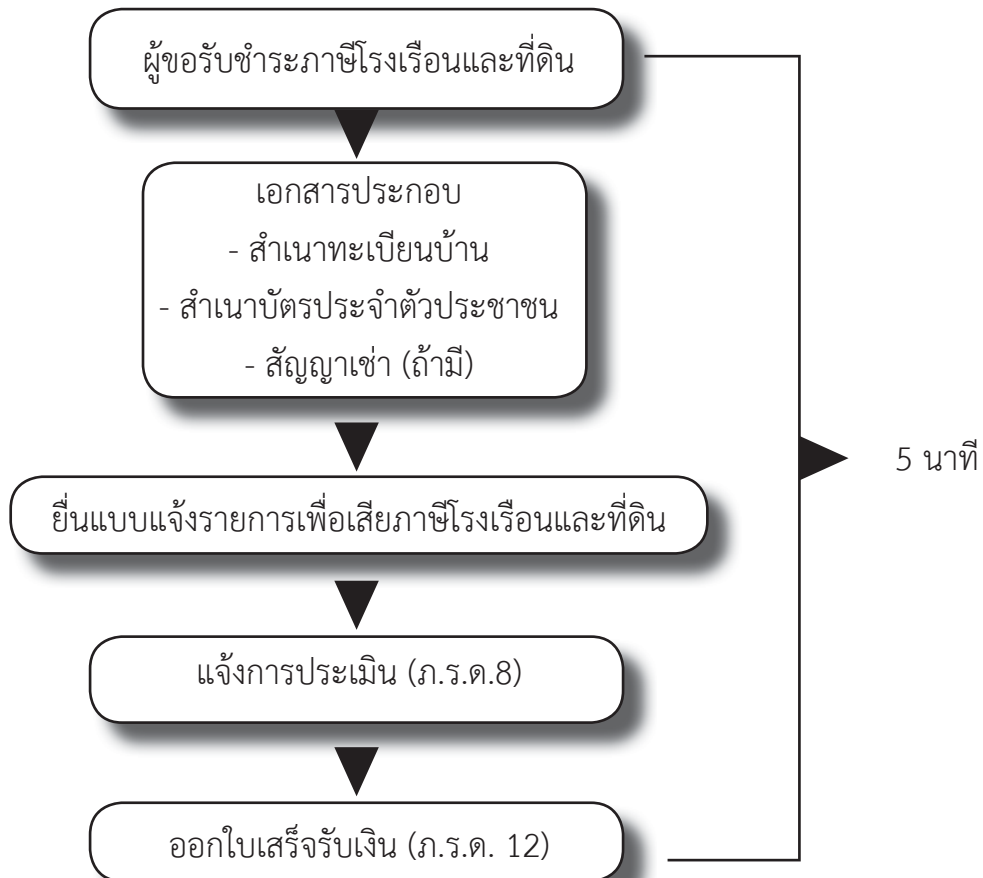 ผู้ขอรับชำระภาษีโรงเรือนและที่ดิน
เอกสารประกอบ
- สำเนาทะเบียนบ้าน
- สำเนาบัตรประจำตัวประชาชน
- สัญญาเช่า (ถ้ามี)
5 นาที
ยื่นแบบแจ้งรายการเพื่อเสียภาษีโรงเรือนและที่ดิน
แจ้งการประเมิน (ภ.ร.ด.8)
ออกใบเสร็จรับเงิน (ภ.ร.ด. 12)